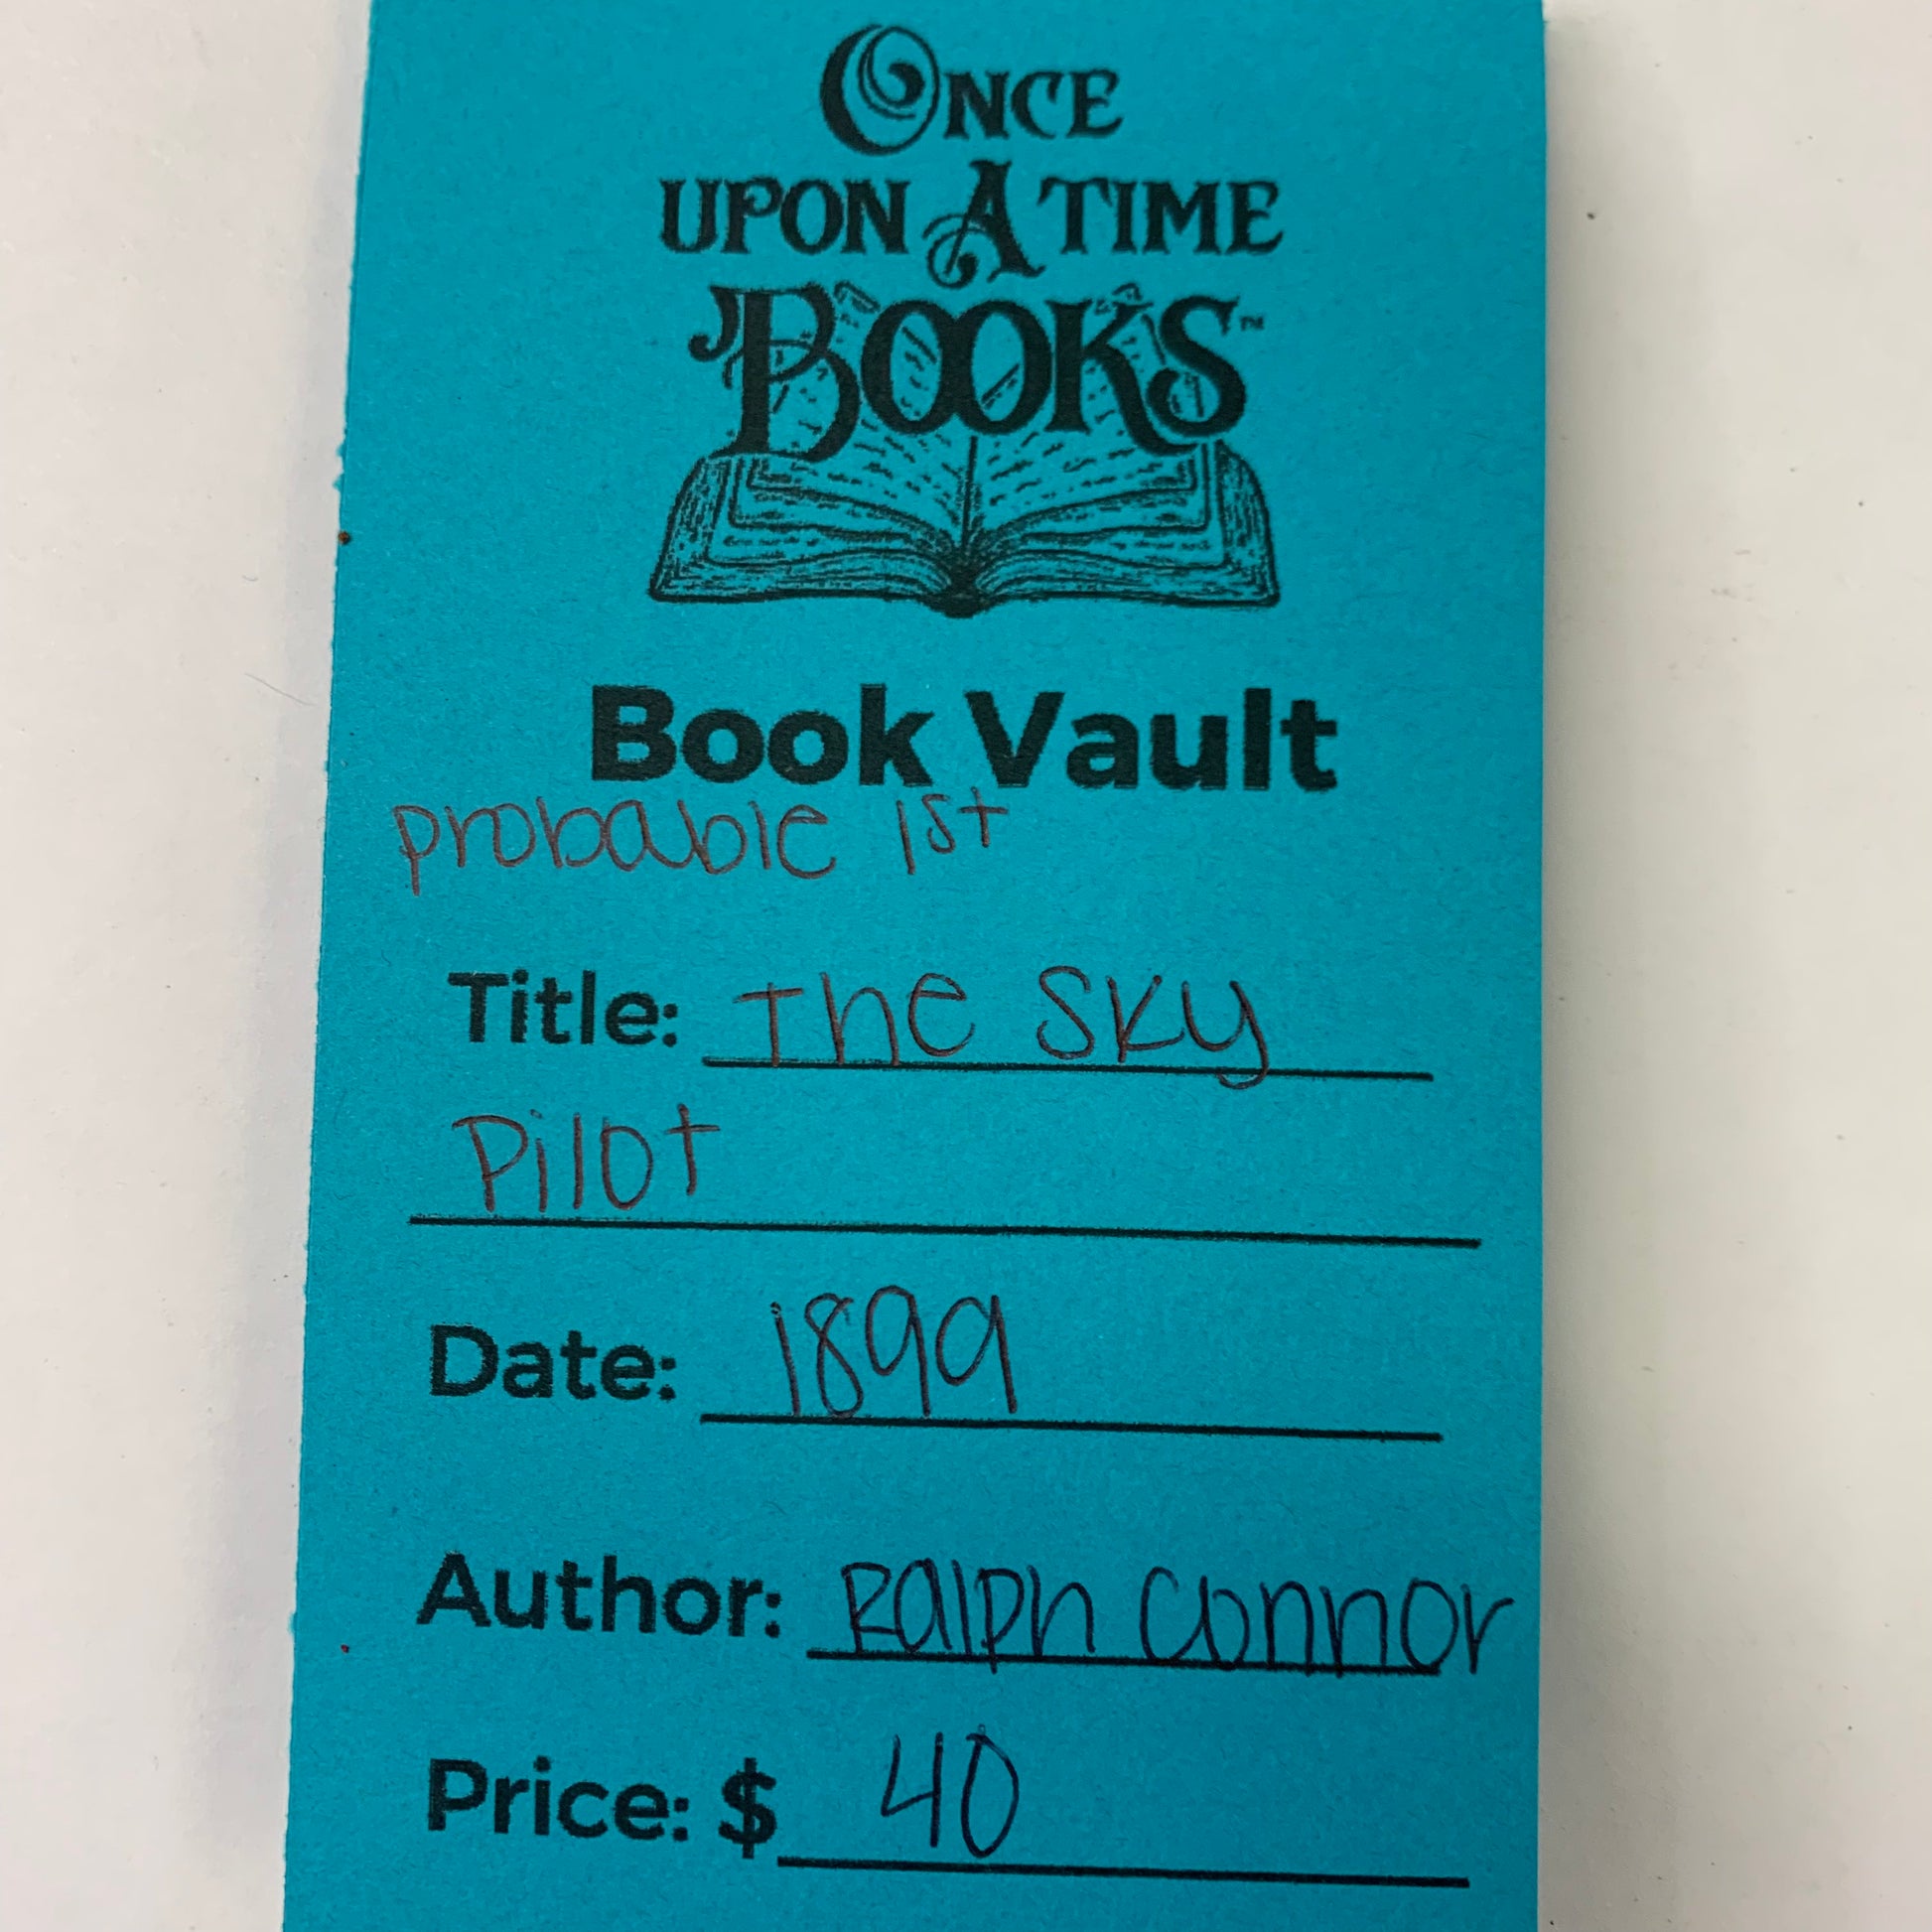 ONCE
UPON A TIME
BOOKS™
Book Vault
probable 1st
Title: The Sky
Pilot
Date: 1899
Author: Ralph Connor
Price: $ 40